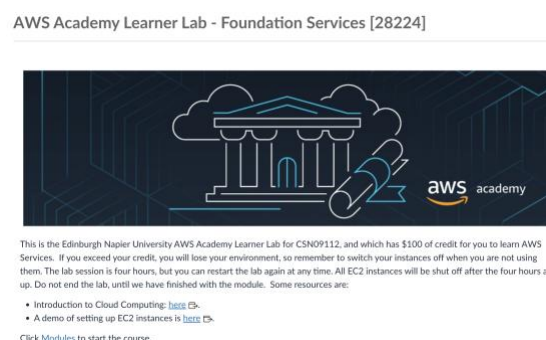 AWS Academy Learner Lab - Foundation Services [28224]
aws academy
This is the Edinburgh Napier University AWS Academy Learner Lab for CSN09112, and which has $100 of credit for you to learn AWS
Services. If you exceed your credit, you will lose your environment, so remember to switch your instances off when you are not using
them. The lab session is four hours, but you can restart the lab again at any time. All EC2 instances will be shut off after the four hours a
up. Do not end the lab, until we have finished with the module. Some resources are:
• Introduction to Cloud Computing: here
• A demo of setting up EC2 instances is here
Click Modules to start the course.